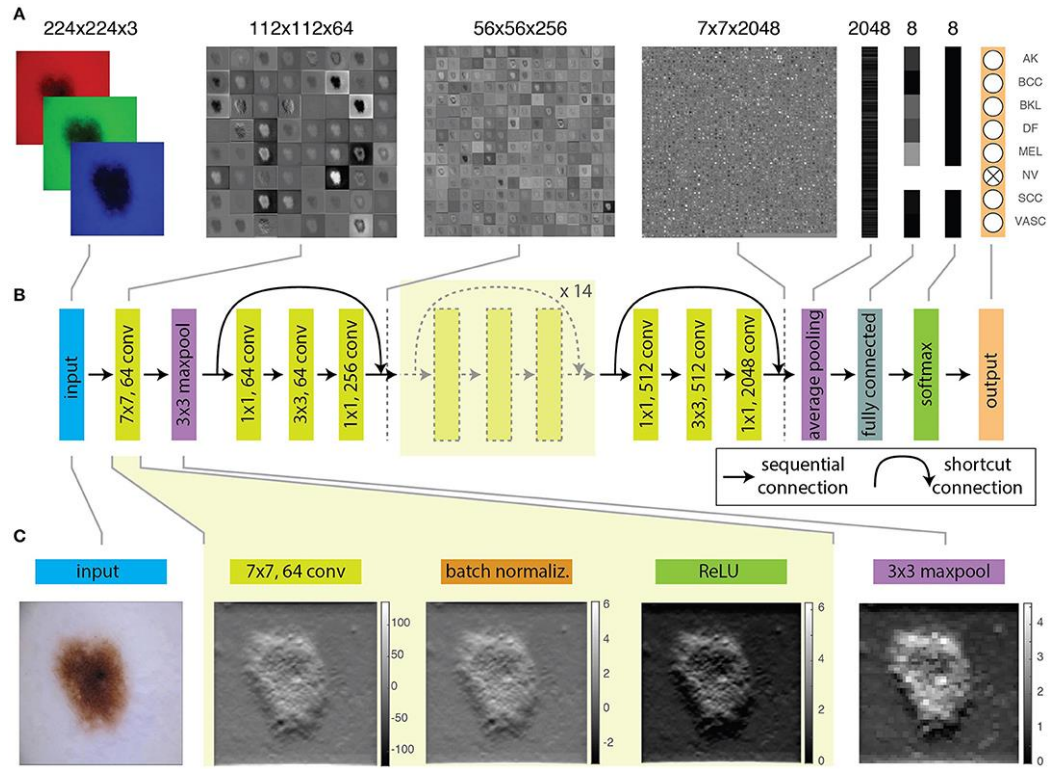 A
224x224x3
112x112x64
56x56x256
7x7x2048
2048
8
8
AK
BCC
BKL
DF
MEL
NV
SCC
VASC
B
input
7x7, 64 conv
3x3 maxpool
1x1, 64 conv
3x3, 64 conv
1x1, 256 conv
x 14
1x1, 512 conv
3x3, 512 conv
1x1, 2048 conv
average pooling
fully connected
softmax
output
sequential
connection
shortcut
connection
C
input
7x7, 64 conv
batch normaliz.
ReLU
3x3 maxpool
100
50
0
-50
-100
6
4
2
0
-2
6
4
2
0
4
3
2
1
0